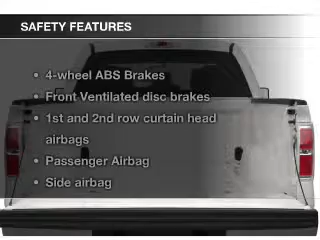 SAFETY FEATURES
• 4-wheel ABS Brakes
• Front Ventilated disc brakes
• 1st and 2nd row curtain head
airbags
• Passenger Airbag
• Side airbag